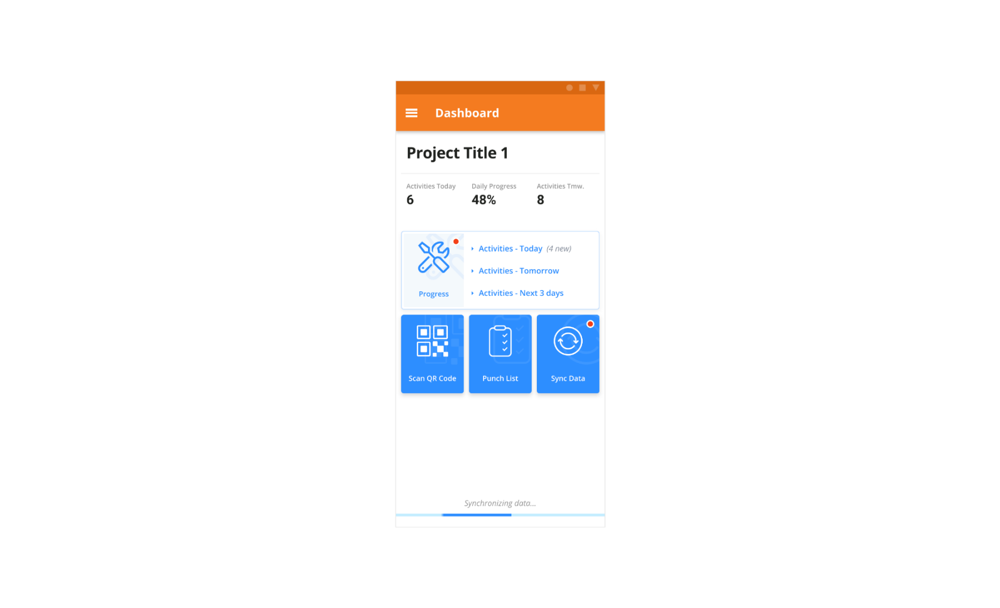 Dashboard
Project Title 1
Activities Today
6
Daily Progress
48%
Activities Tmw.
8
Progress
Activities - Today (4 new)
Activities - Tomorrow
Activities - Next 3 days
Scan QR Code
Punch List
Sync Data
Synchronizing data...